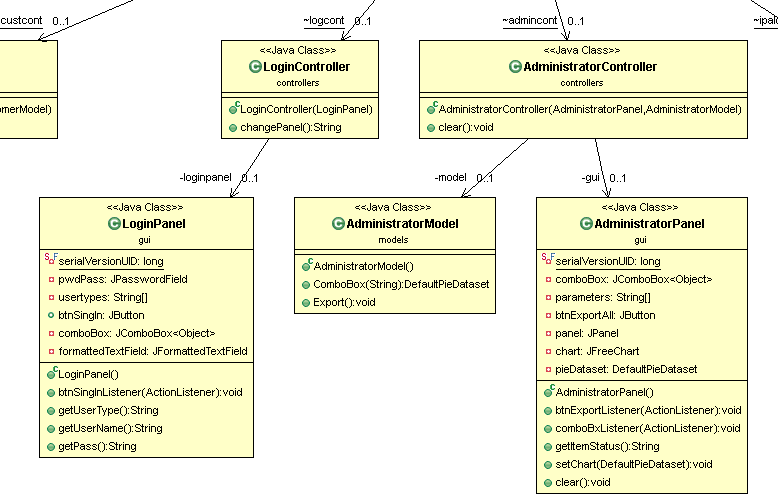 custcont 0..1
~logcont 0..1
~admincont 0..1
~ipalc
omerModel)
<<Java Class>>
LoginController
controllers
LoginController(LoginPanel)
changePanel():String
<<Java Class>>
AdministratorController
controllers
AdministratorController(AdministratorPanel,AdministratorModel)
clear():void
-loginpanel 0..1
-model 0..1
-gui 0..1
<<Java Class>>
LoginPanel
gui
serialVersionUID: long
pwdPass: JPasswordField
usertypes: String[]
btnSingIn: JButton
comboBox: JComboBox<Object>
formattedTextField: JFormattedTextField
LoginPanel()
btnSingInListener(ActionListener):void
getUserType():String
getUserName():String
getPass():String
<<Java Class>>
AdministratorModel
models
AdministratorModel()
ComboBox(String):DefaultPieDataset
Export():void
<<Java Class>>
AdministratorPanel
gui
serialVersionUID: long
comboBox: JComboBox<Object>
parameters: String[]
btnExportAll: JButton
panel: JPanel
chart: JFreeChart
pieDataset: DefaultPieDataset
AdministratorPanel()
btnExportListener(ActionListener):void
comboBxListener(ActionListener):void
getItemStatus():String
setChart(DefaultPieDataset):void
clear():void